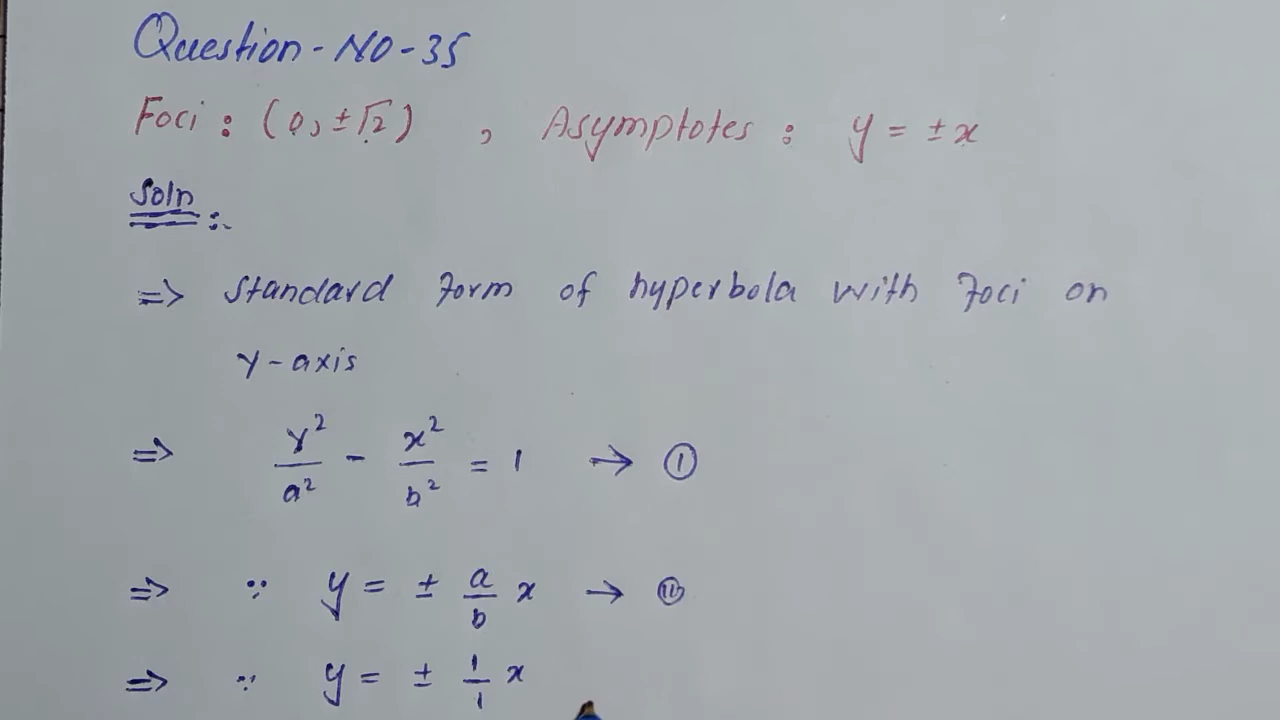 Question-NO-35
Foci : (0, ±√2) , Asymptotes : y = ±x
Soln :-
=> Standard form of hyperbola with Foci on
Y-axis
=> Y²/a² - x²/b² = 1 → ①
=> ∵ y = ± a/b x → ⑪
=> ∵ y = ± 1/1 x